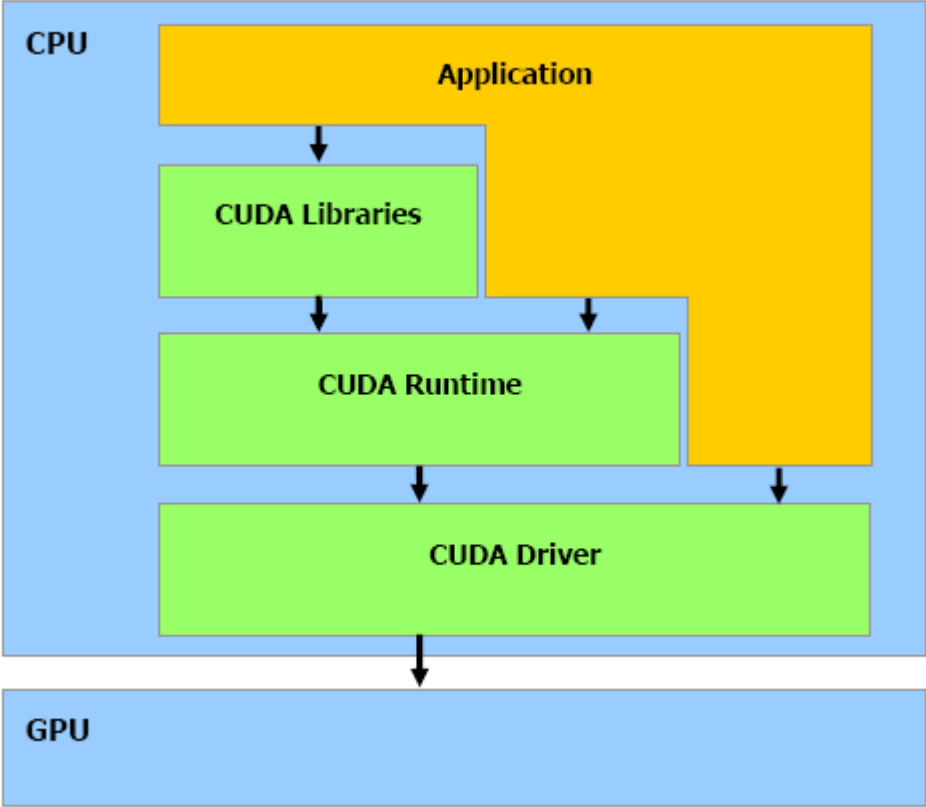 CPU
Application
CUDA Libraries
CUDA Runtime
CUDA Driver
GPU